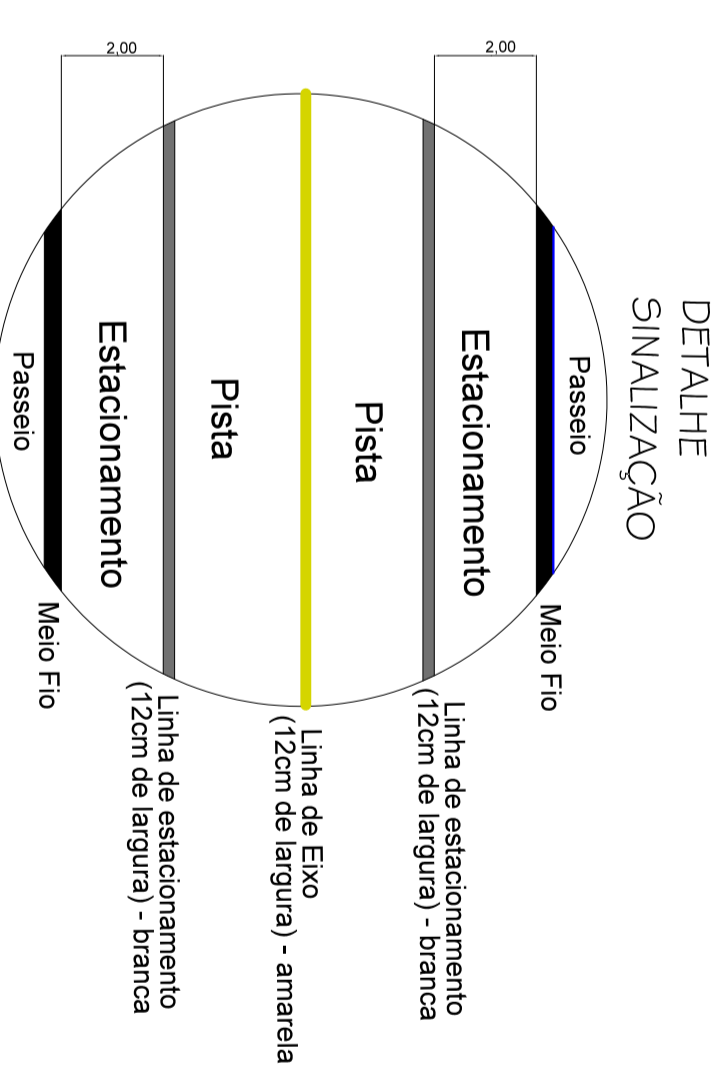 DETALHE
SINALIZAÇÃO
Passeio
Meio Fio
2,00
Estacionamento
Linha de estacionamento
(12cm de largura) - branca
Pista
Linha de Eixo
(12cm de largura) - amarela
Pista
Linha de estacionamento
(12cm de largura) - branca
2,00
Estacionamento
Meio Fio
Passeio